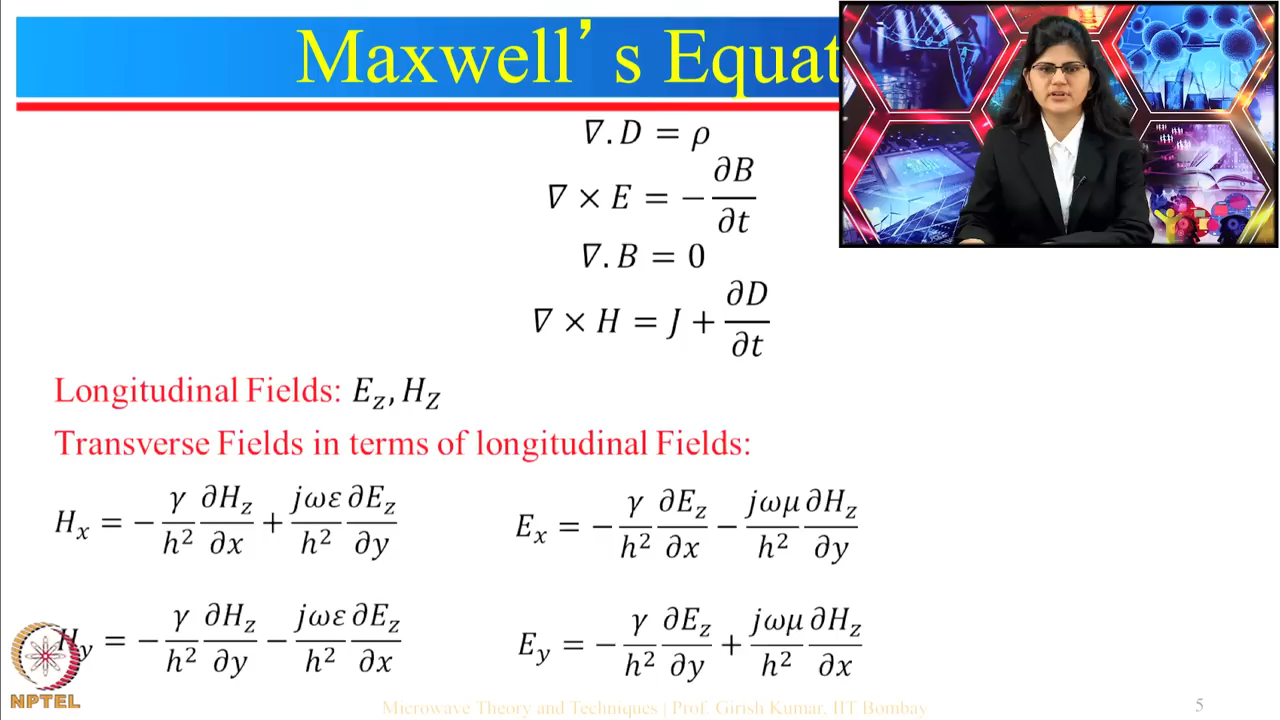 Maxwell's Equat
∇.D = ρ
∇ × E = −∂B/∂t
∇.B = 0
∇ × H = J + ∂D/∂t
Longitudinal Fields: E_z, H_Z
Transverse Fields in terms of longitudinal Fields:
H_x = −γ/h² ∂H_z/∂x + jωε/h² ∂E_z/∂y
E_x = −γ/h² ∂E_z/∂x − jωμ/h² ∂H_z/∂y
H_y = −γ/h² ∂H_z/∂y − jωε/h² ∂E_z/∂x
E_y = −γ/h² ∂E_z/∂y + jωμ/h² ∂H_z/∂x
NPTEL
Microwave Theory and Techniques | Prof. Girish Kumar, IIT Bombay
5